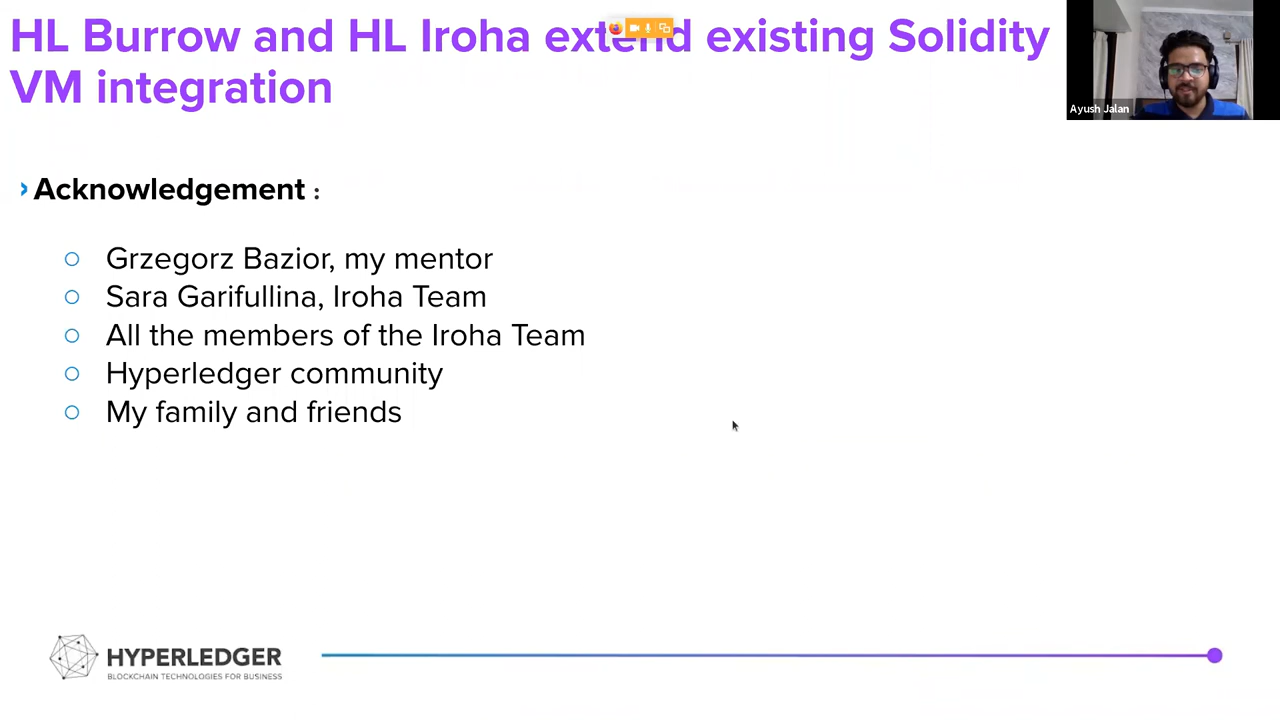 HL Burrow and HL Iroha extend existing Solidity
VM integration
Ayush Jalan
Acknowledgement :
Grzegorz Bazior, my mentor
Sara Garifullina, Iroha Team
All the members of the Iroha Team
Hyperledger community
My family and friends
HYPERLEDGER
BLOCKCHAIN TECHNOLOGIES FOR BUSINESS